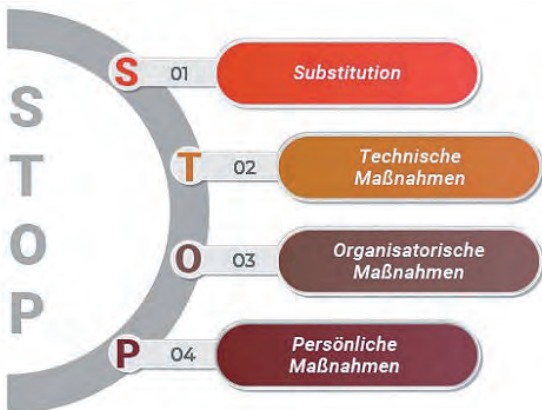 S
T
O
P
S 01 Substitution
T 02 Technische
Maßnahmen
O 03 Organisatorische
Maßnahmen
P 04 Persönliche
Maßnahmen